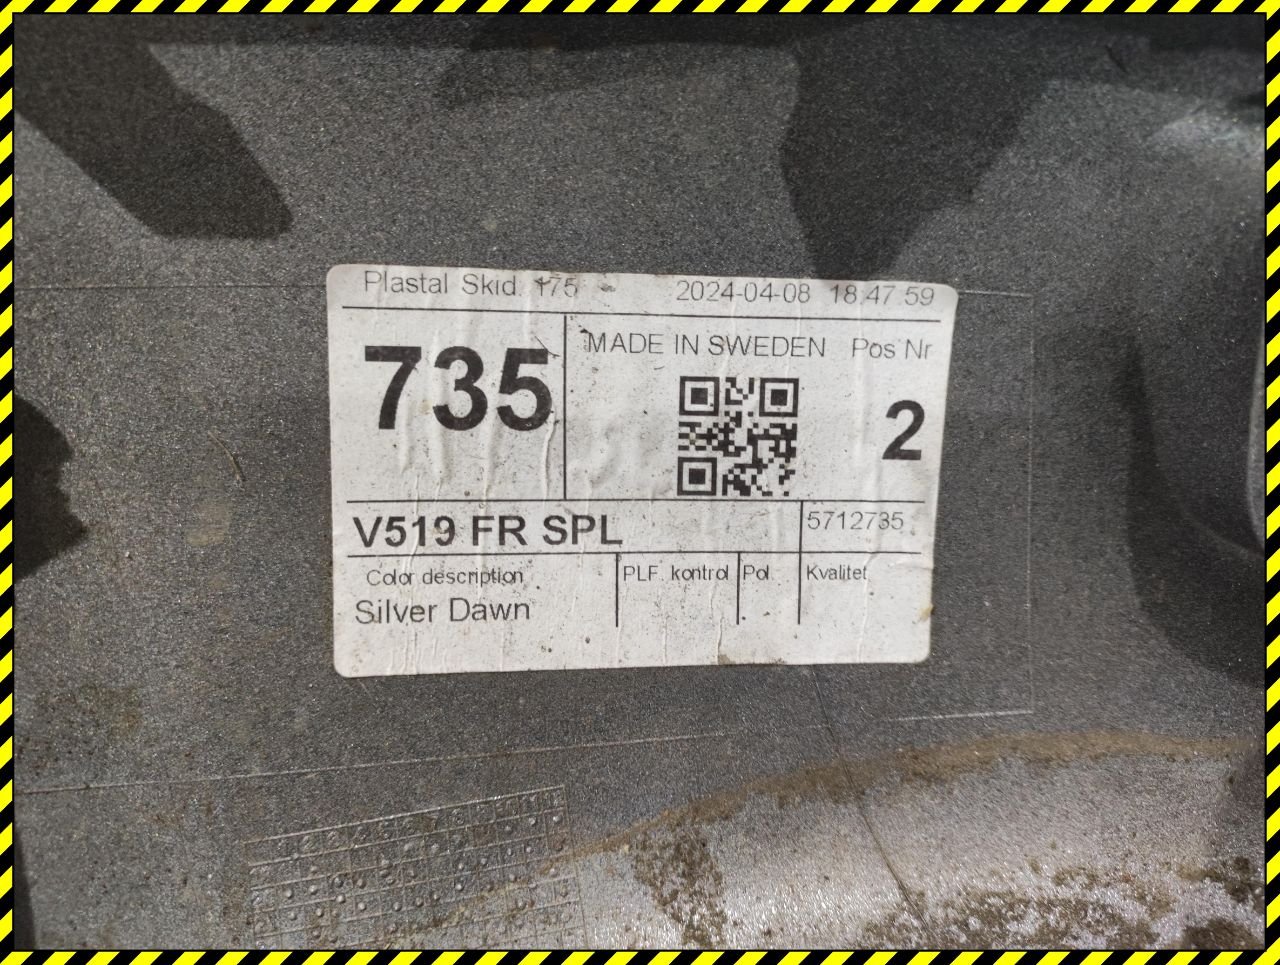 Plastal Skid. 175 2024-04-08 18.47.59
735
MADE IN SWEDEN Pos Nr
2
V519 FR SPL 5712735
Color description PLF. kontrol Pol. Kvalitet
Silver Dawn